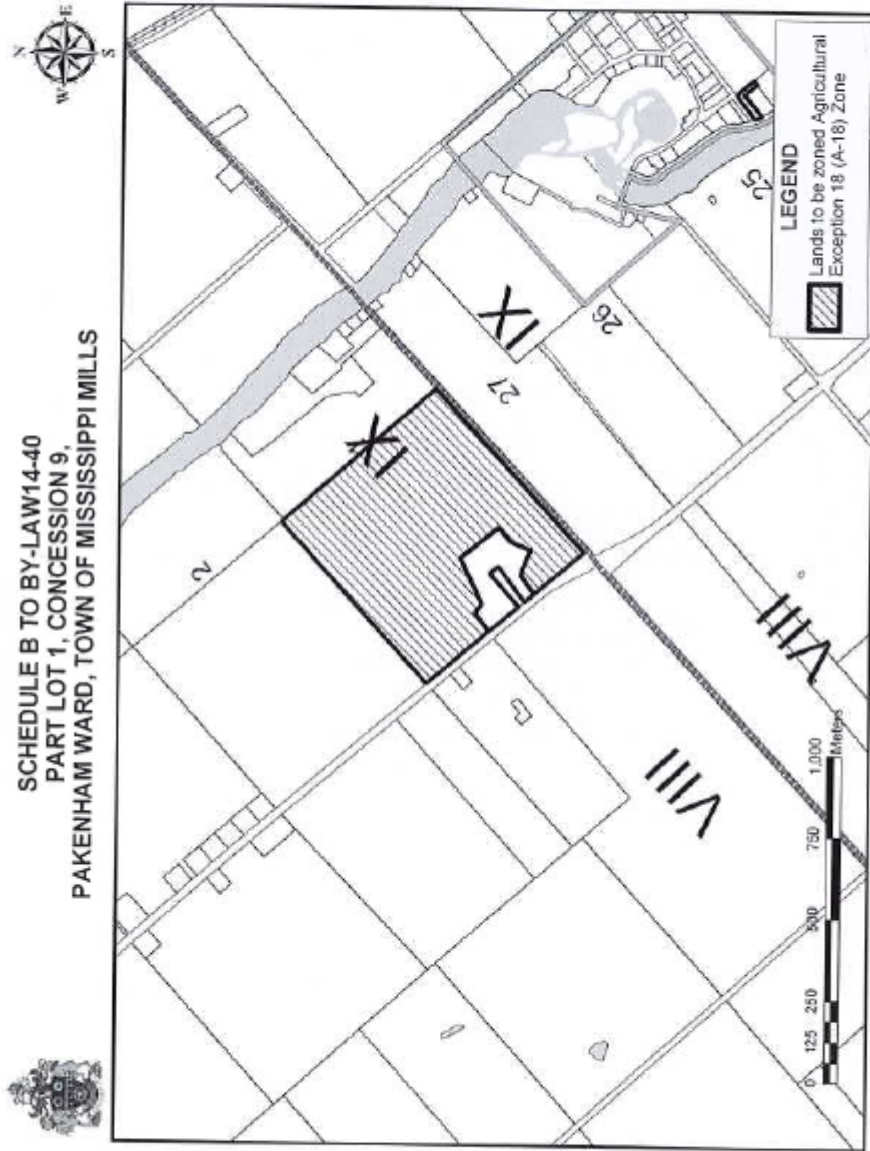 SCHEDULE B TO BY-LAW14-40
PART LOT 1, CONCESSION 9,
PAKENHAM WARD, TOWN OF MISSISSIPPI MILLS
N
E
S
W
2
IX
IX
27
26
25
VIII
VIII
LEGEND
Lands to be zoned Agricultural
Exception 18 (A-18) Zone
0 125 250 500 750 1,000
Meters